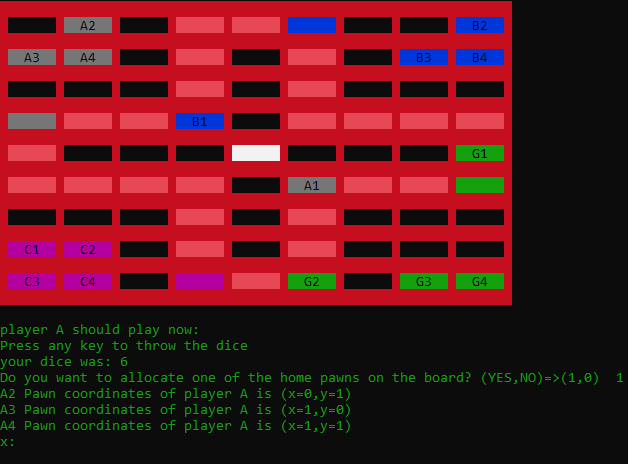 A2 B2
A3 A4 B3 B4
B1
G1
A1
C1 C2
C3 C4 G2 G3 G4
player A should play now:
Press any key to throw the dice
your dice was: 6
Do you want to allocate one of the home pawns on the board? (YES,NO)=>(1,0)  1
A2 Pawn coordinates of player A is (x=0,y=1)
A3 Pawn coordinates of player A is (x=1,y=0)
A4 Pawn coordinates of player A is (x=1,y=1)
x: